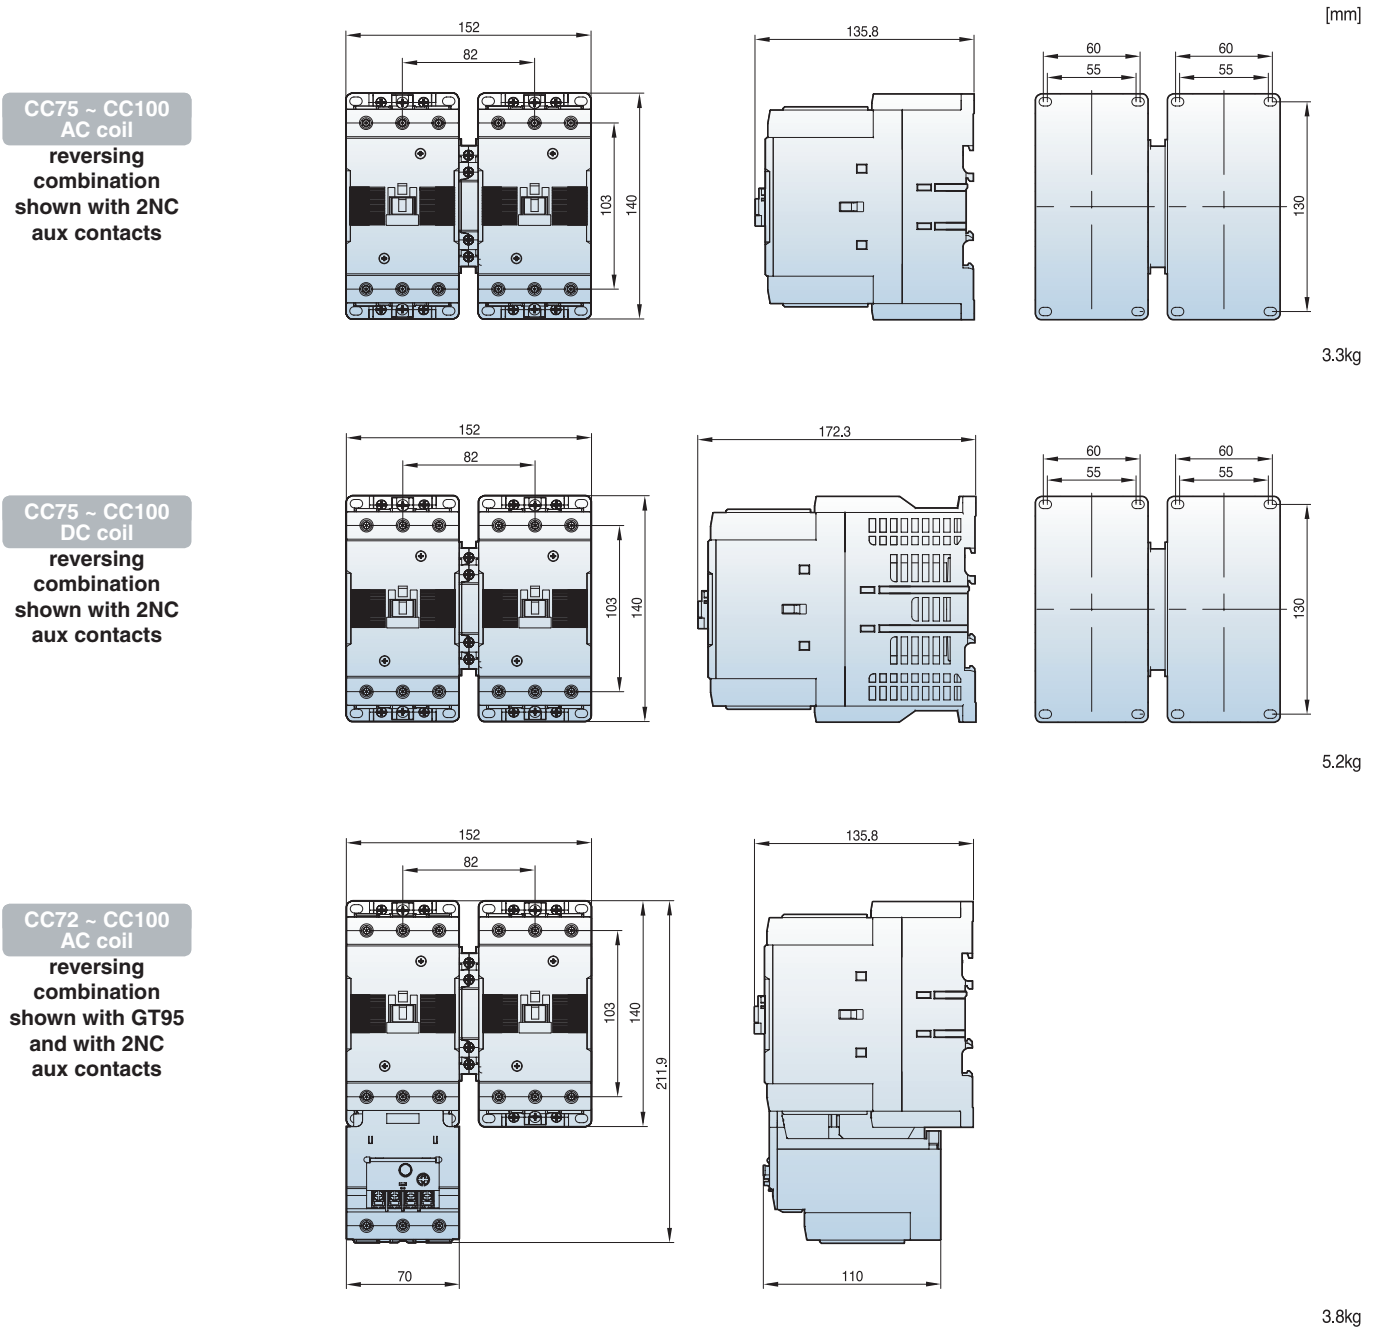 [mm]
CC75 ~ CC100
AC coil
reversing
combination
shown with 2NC
aux contacts
152
82
103
140
135.8
60
60
55
55
130
3.3kg
CC75 ~ CC100
DC coil
reversing
combination
shown with 2NC
aux contacts
152
82
103
140
172.3
60
60
55
55
130
5.2kg
CC72 ~ CC100
AC coil
reversing
combination
shown with GT95
and with 2NC
aux contacts
152
82
103
140
211.9
70
135.8
110
3.8kg